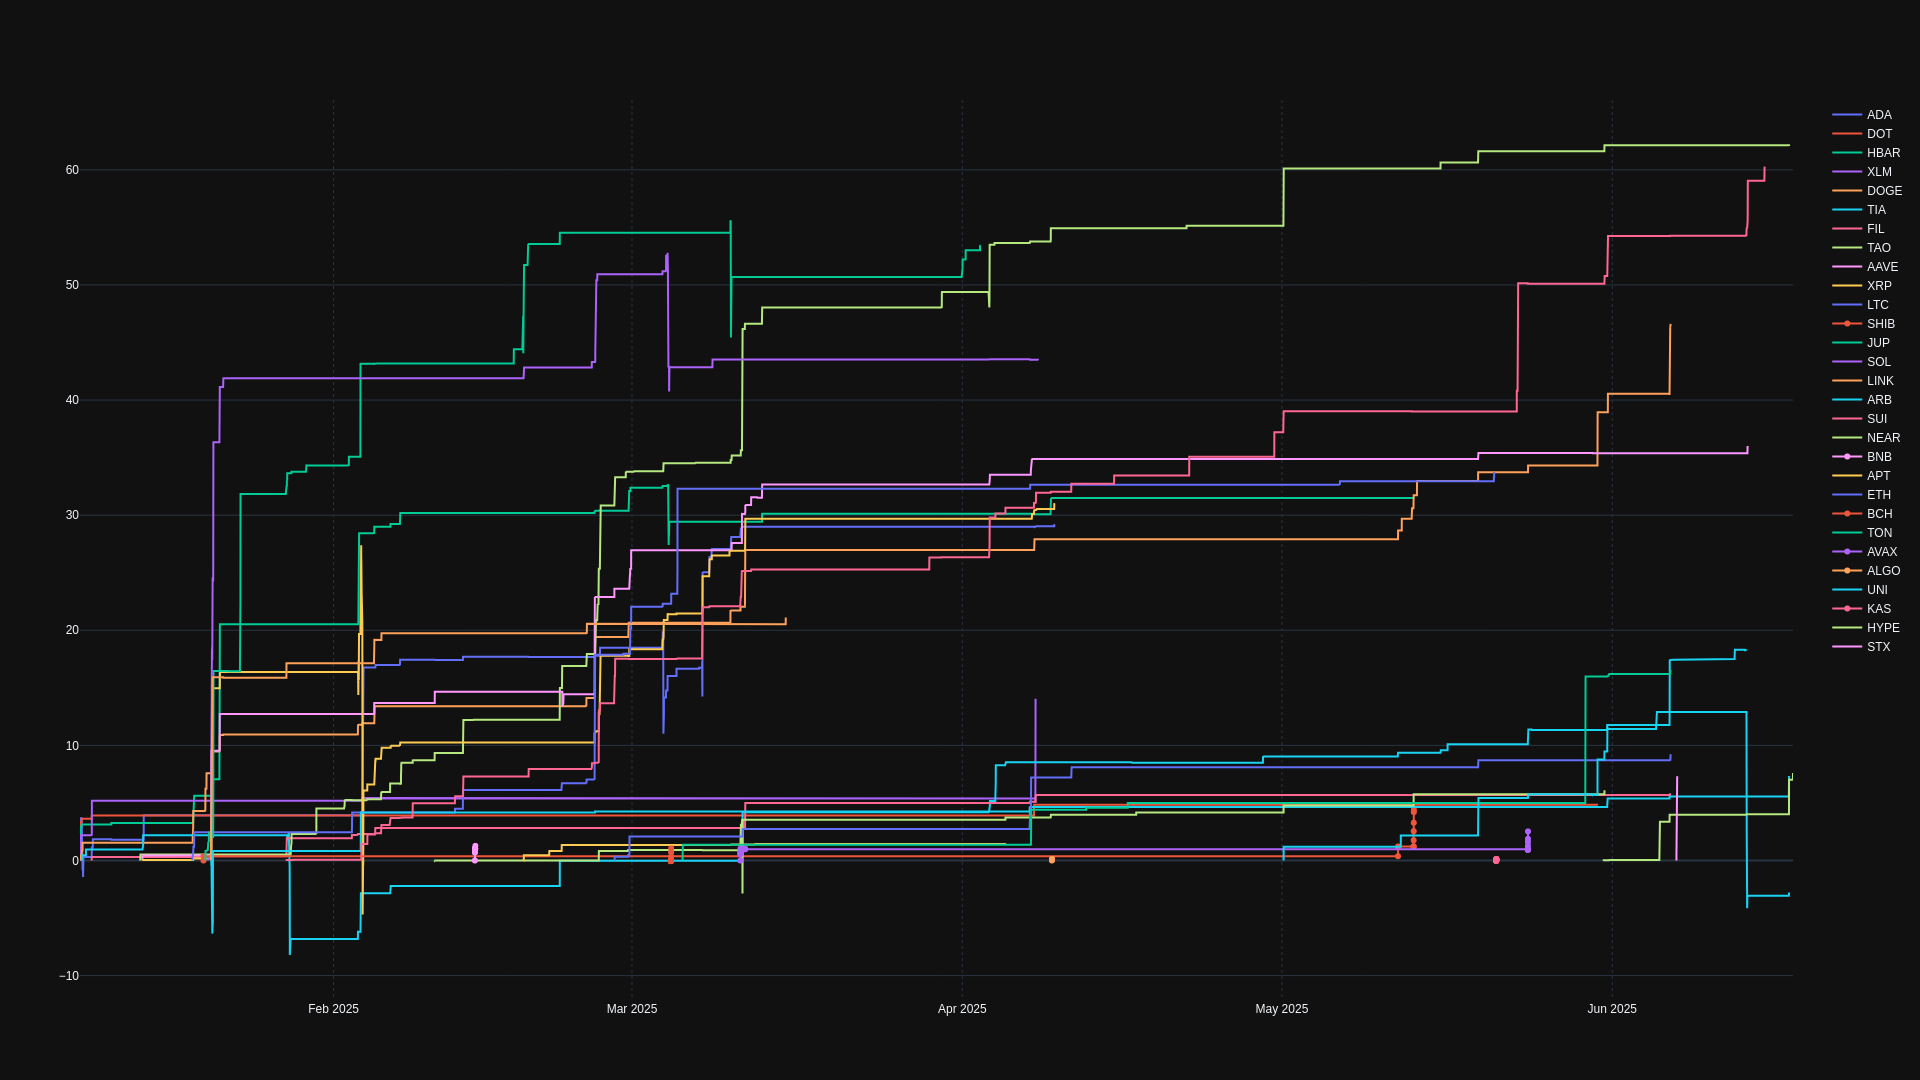 60
50
40
30
20
10
0
−10
Feb 2025
Mar 2025
Apr 2025
May 2025
Jun 2025
ADA
DOT
HBAR
XLM
DOGE
TIA
FIL
TAO
AAVE
XRP
LTC
SHIB
JUP
SOL
LINK
ARB
SUI
NEAR
BNB
APT
ETH
BCH
TON
AVAX
ALGO
UNI
KAS
HYPE
STX